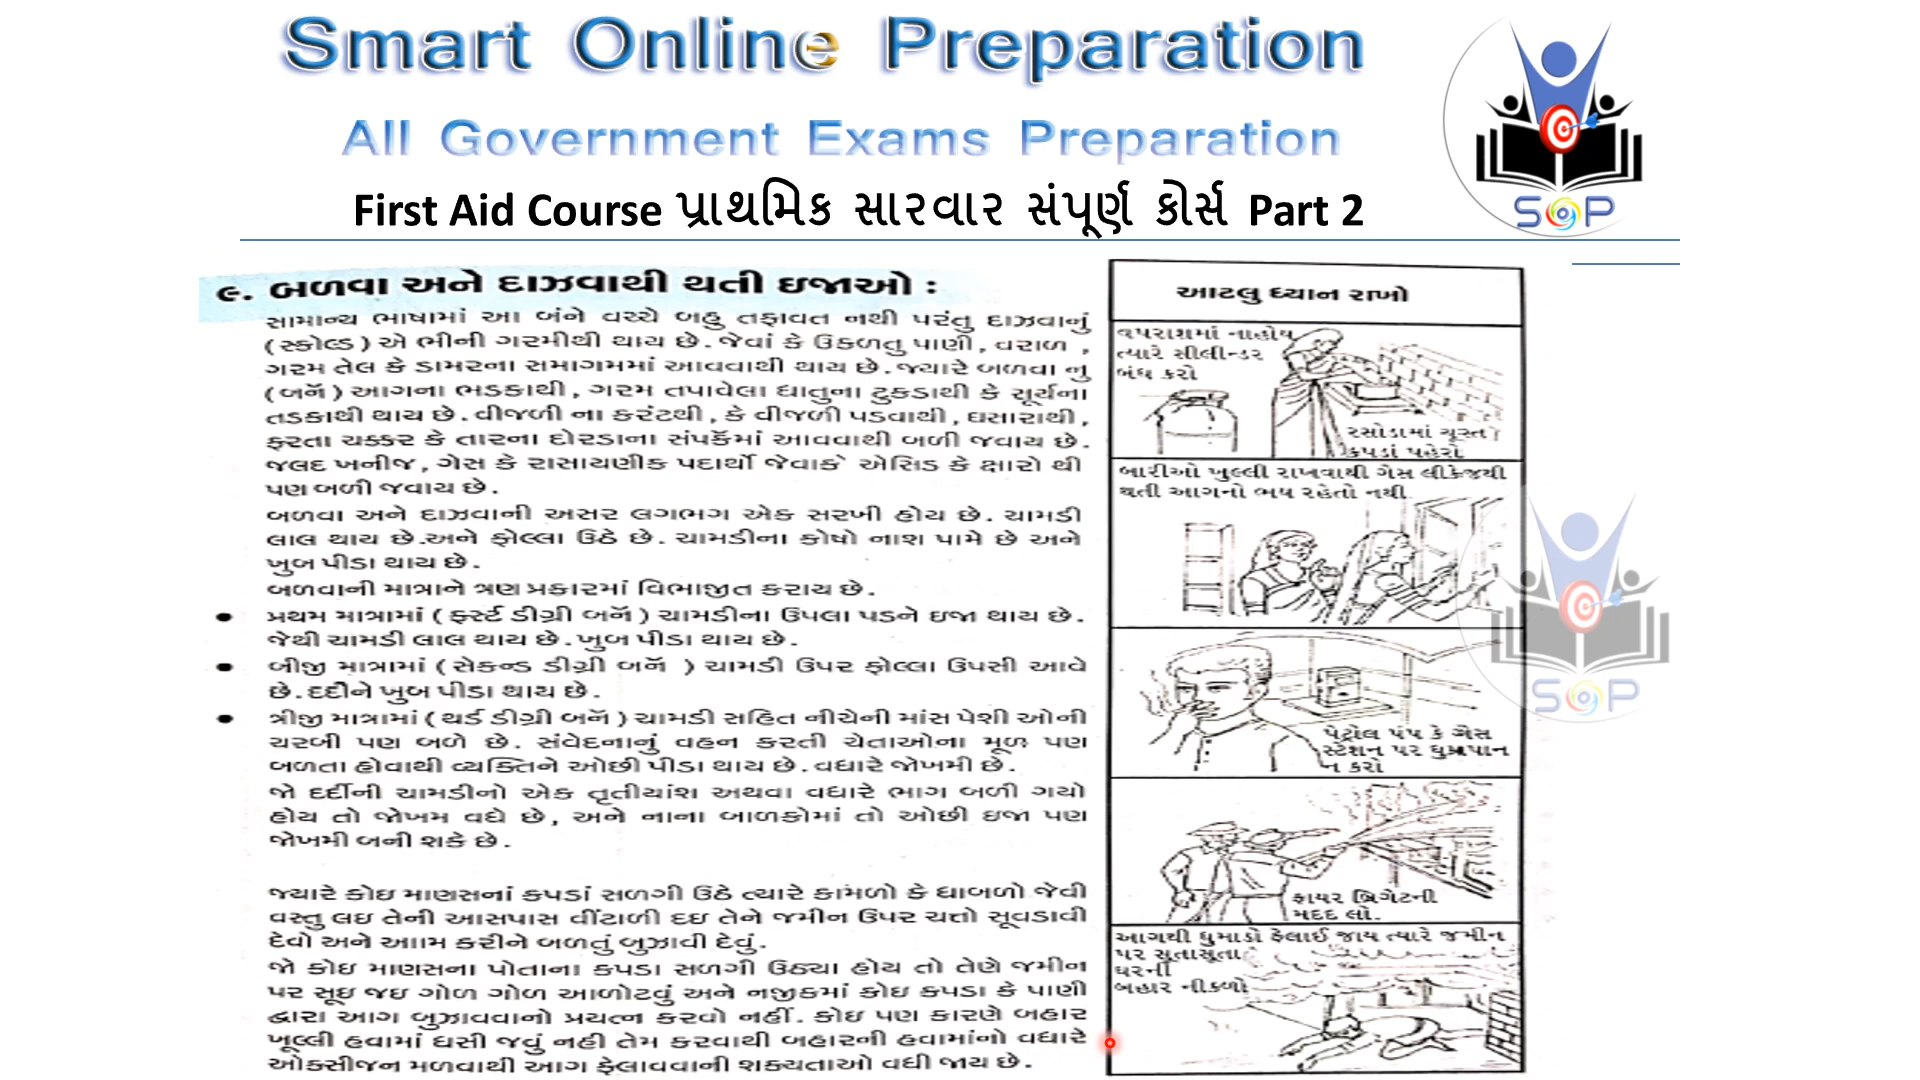 Smart Online Preparation
All Government Exams Preparation
First Aid Course પ્રાથમિક સારવાર સંપૂર્ણ કોર્સ Part 2
SOP
૯. બળવા અને દાઝવાથી થતી ઇજાઓ :
સામાન્ય ભાષામાં આ બંને વચ્ચે બહુ તફાવત નથી પરંતુ દાઝવાનું
(સ્કોલ્ડ) એ ભીની ગરમીથી થાય છે. જેવાં કે ઉકળતુ પાણી, વરાળ ,
ગરમ તેલ કે ડામરના સમાગમમાં આવવાથી થાય છે. જ્યારે બળવા નુ
(બર્ન) આગના ભડકાથી, ગરમ તપાવેલા ધાતુના ટુકડાથી કે સૂર્યના
તડકાથી થાય છે. વીજળી ના કરંટથી, કે વીજળી પડવાથી, ઘસારાથી,
ફરતા ચક્કર કે તારના દોરડાના સંપર્કમાં આવવાથી બળી જવાય છે.
જલદ ખનીજ, ગેસ કે રાસાયણીક પદાર્થો જેવાકે એસિડ કે ક્ષારો થી
પણ બળી જવાય છે.
બળવા અને દાઝવાની અસર લગભગ એક સરખી હોય છે. ચામડી
લાલ થાય છે.અને ફોલ્લા ઉઠે છે. ચામડીના કોષો નાશ પામે છે અને
ખુબ પીડા થાય છે.
બળવાની માત્રાને ત્રણ પ્રકારમાં વિભાજીત કરાય છે.
● પ્રથમ માત્રામાં (ફર્સ્ટ ડીગ્રી બર્ન) ચામડીના ઉપલા પડને ઇજા થાય છે.
જેથી ચામડી લાલ થાય છે. ખુબ પીડા થાય છે.
● બીજી માત્રામાં (સેકન્ડ ડીગ્રી બર્ન ) ચામડી ઉપર ફોલ્લા ઉપસી આવે
છે. દર્દીને ખુબ પીડા થાય છે.
● ત્રીજી માત્રામાં (થર્ડ ડીગ્રી બર્ન) ચામડી સહિત નીચેની માંસ પેશી ઓની
ચરબી પણ બળે છે. સંવેદનાનું વહન કરતી ચેતાઓના મૂળ પણ
બળતા હોવાથી વ્યક્તિને ઓછી પીડા થાય છે. વધારે જોખમી છે.
જો દર્દીની ચામડીનો એક તૃતીયાંશ અથવા વધારે ભાગ બળી ગયો
હોય તો જોખમ વધે છે, અને નાના બાળકોમાં તો ઓછી ઇજા પણ
જોખમી બની શકે છે.
જ્યારે કોઇ માણસનાં કપડાં સળગી ઉઠે ત્યારે કામળો કે ધાબળો જેવી
વસ્તુ લઇ તેની આસપાસ વીંટાળી દઇ તેને જમીન ઉપર ચત્તો સૂવડાવી
દેવો અને આામ કરીને બળતું બુઝાવી દેવું.
જો કોઇ માણસના પોતાના કપડા સળગી ઉઠ્યા હોય તો તેણે જમીન
પર સૂઇ જઇ ગોળ ગોળ આળોટવું અને નજીકમાં કોઇ કપડા કે પાણી
દ્વારા આગ બુઝાવવાનો પ્રયત્ન કરવો નહીં. કોઇ પણ કારણે બહાર
ખૂલ્લી હવામાં ધસી જવું નહી તેમ કરવાથી બહારની હવામાંનો વધારે
ઓક્સીજન મળવાથી આગ ફેલાવવાની શક્યતાઓ વધી જાય છે.
આટલુ ધ્યાન રાખો
વપરાશમાં નાહોય
ત્યારે સીલીન્ડર
બંધ કરો
રસોડામાં ચૂસ્ત
કપડાં પહેરો
બારીઓ ખુલ્લી રાખવાથી ગેસ લીકેજથી
થતી આગનો ભય રહેતો નથી.
પેટ્રોલ પંપ કે ગેસ
સ્ટેશન પર ધુમ્રપાન
ન કરો
ફાયર બ્રિગેટની
મદદ લો.
આગથી ધુમાડો ફેલાઈ જાય ત્યારે જમીન
પર સુતાસૂતા
ઘરની
બહાર નીકળો
SOP